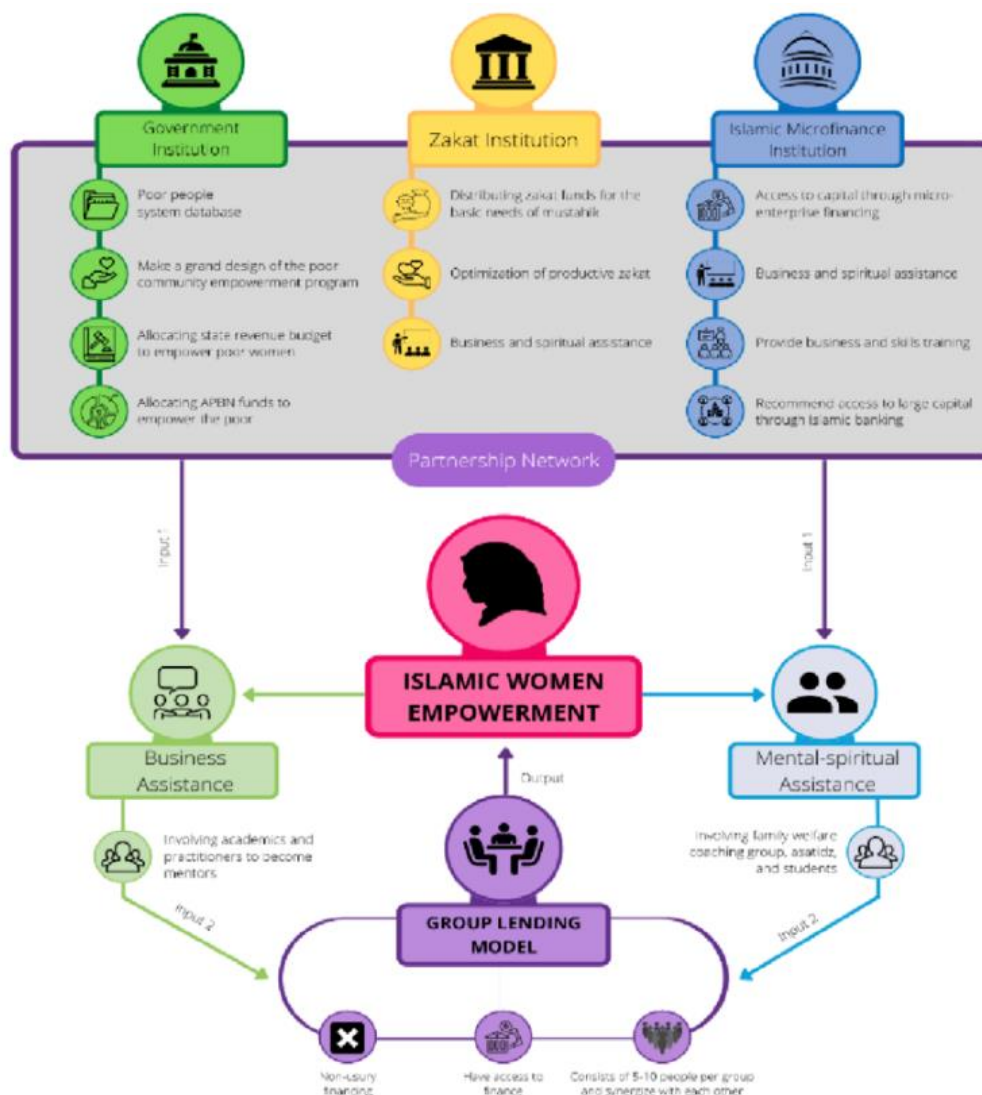 Government
Institution
Poor people
system database
Make a grand design of the poor
community empowerment program
Allocating state revenue budget
to empower poor women
Allocating APBN funds to
empower the poor
Zakat Institution
Distributing zakat funds for the
basic needs of mustahik
Optimization of productive zakat
Business and spiritual assistance
Islamic Microfinance
Institution
Access to capital through micro-
enterprise financing
Business and spiritual assistance
Provide business and skills training
Recommend access to large capital
through Islamic banking
Partnership Network
Input 1
Input 1
ISLAMIC WOMEN
EMPOWERMENT
Business
Assistance
Involving academics and
practitioners to become
mentors
Input 2
Mental-spiritual
Assistance
Involving family welfare
coaching group, asatidz,
and students
Input 2
Output
GROUP LENDING
MODEL
Non-usury
financing
Have access to
finance
Consists of 5-10 people per group
and synergize with each other